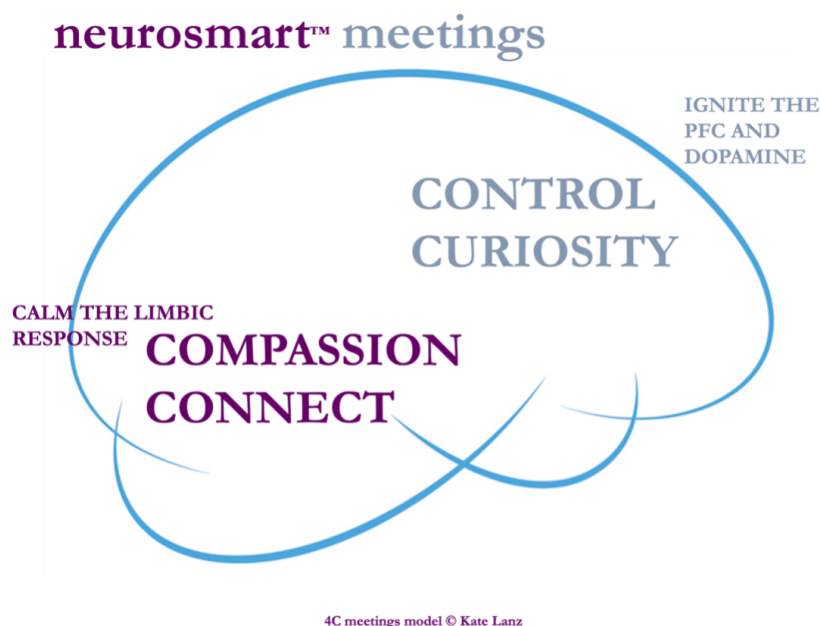 neurosmart™ meetings
IGNITE THE
PFC AND
DOPAMINE
CONTROL
CURIOSITY
CALM THE LIMBIC
RESPONSE
COMPASSION
CONNECT
4C meetings model © Kate Lanz